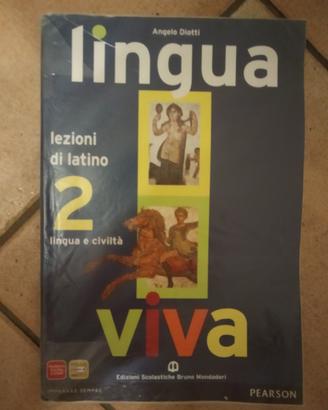 Angelo Diotti
lingua
lezioni
di latino
2
lingua e civiltà
viva
Edizioni Scolastiche Bruno Mondadori
PEARSON